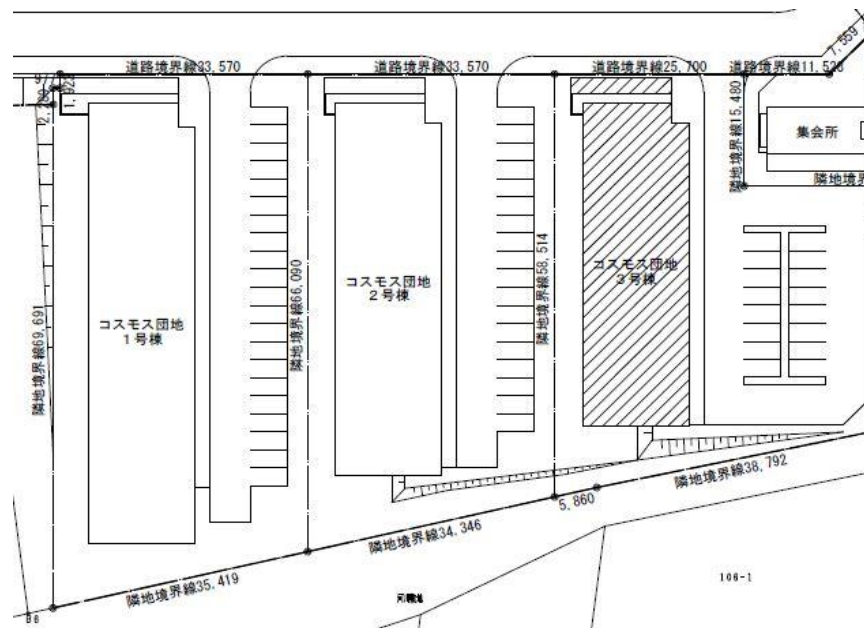 7,559
道路境界線33,570
道路境界線33,570
道路境界線25,700
道路境界線11,523
1,923
隣地境界線15,480
集会所
隣地境界
隣地境界線69,691
コスモス団地
1号棟
隣地境界線66,090
コスモス団地
2号棟
隣地境界線58,514
コスモス団地
3号棟
隣地境界線38,792
5,860
隣地境界線34,346
隣地境界線35,419
106-1